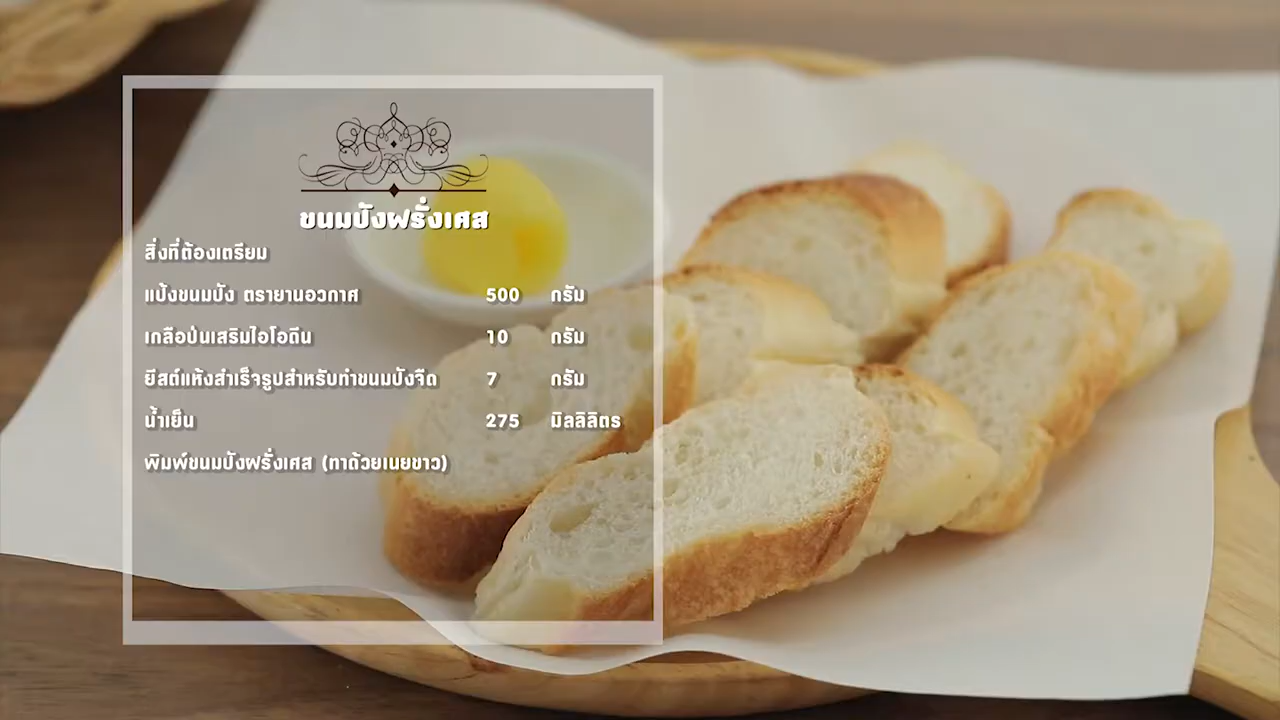 ขนมปังฝรั่งเศส
สิ่งที่ต้องเตรียม
แป้งขนมปัง ตรายานอวกาศ 500 กรัม
เกลือป่นเสริมไอโอดีน 10 กรัม
ยีสต์แห้งสำเร็จรูปสำหรับทำขนมปังจืด 7 กรัม
น้ำเย็น 275 มิลลิลิตร
พิมพ์ขนมปังฝรั่งเศส (ทาด้วยเนยขาว)